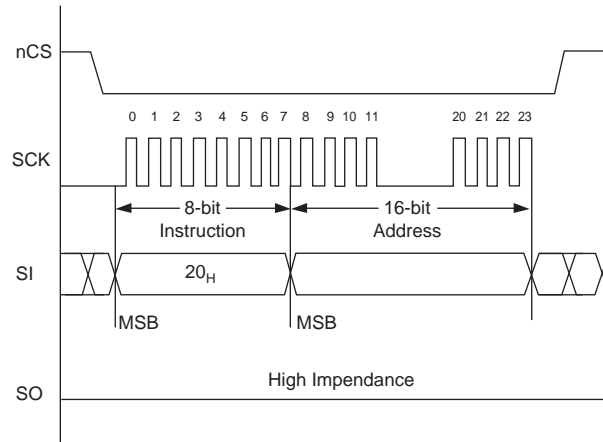 nCS
0 1 2 3 4 5 6 7 8 9 10 11 20 21 22 23
SCK
8-bit 16-bit
Instruction Address
SI 20H
MSB MSB
High Impendance
SO